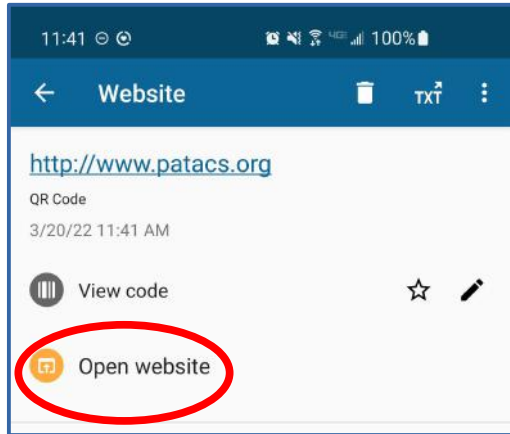 11:41 100%
Website TXT
http://www.patacs.org
QR Code
3/20/22 11:41 AM
View code
Open website